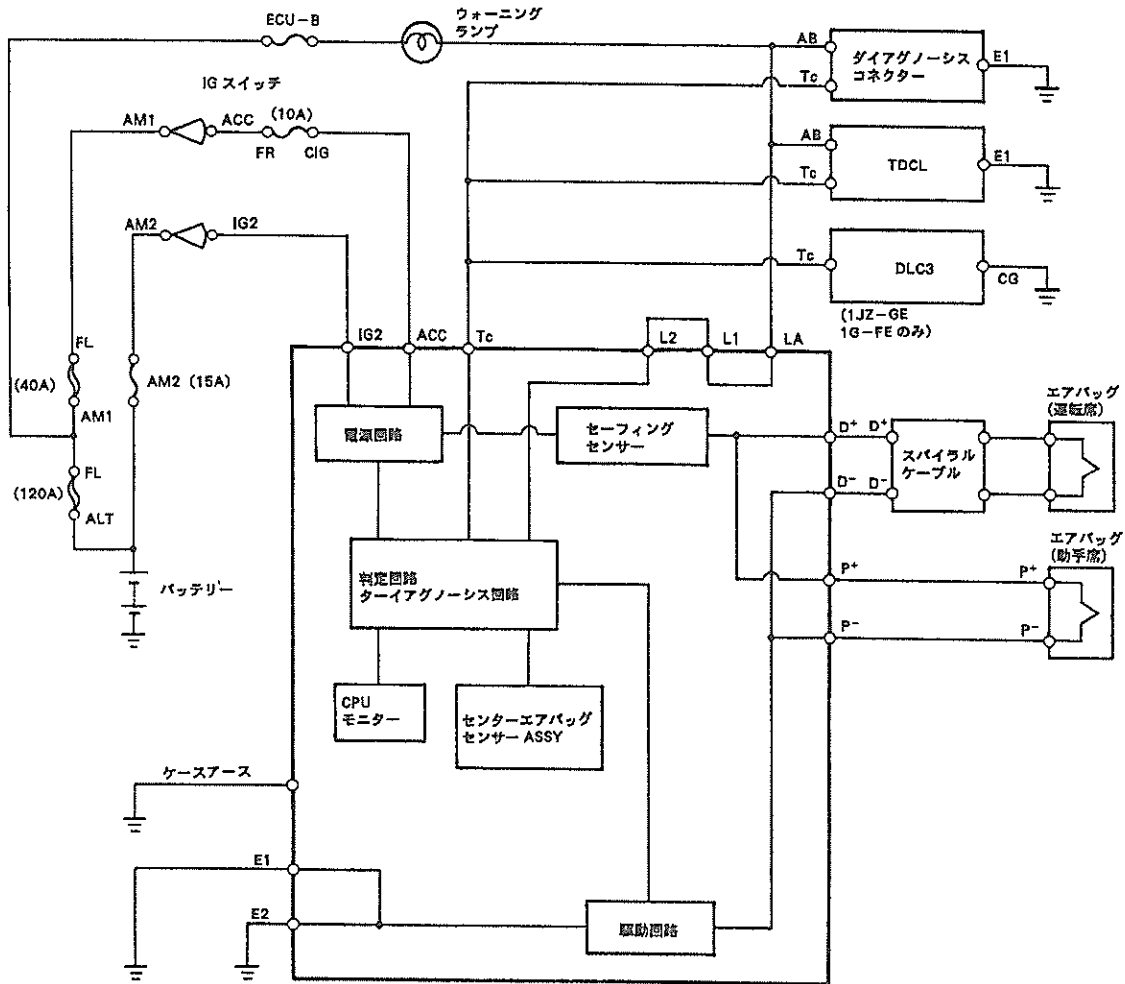 ECU-B
ウォーニング
ランプ
AB
ダイアグノーシス
コネクター
E1
Tc
IG スイッチ
AM1
ACC
(10A)
FR
CIG
AB
TDCL
E1
Tc
AM2
IG2
Tc
DLC3
CG
(1JZ-GE
1G-FE のみ)
IG2
ACC
Tc
L2
L1
LA
FL
(40A)
AM1
AM2 (15A)
エアバッグ
(運転席)
電源回路
セーフィング
センサー
D+
D+
スパイラル
ケーブル
FL
(120A)
ALT
D-
D-
エアバッグ
(助手席)
バッテリー
判定回路
ターイアグノーシス回路
P+
P+
P-
P-
CPU
モニター
センターエアバッグ
センサー ASSY
ケースアース
E1
E2
駆動回路